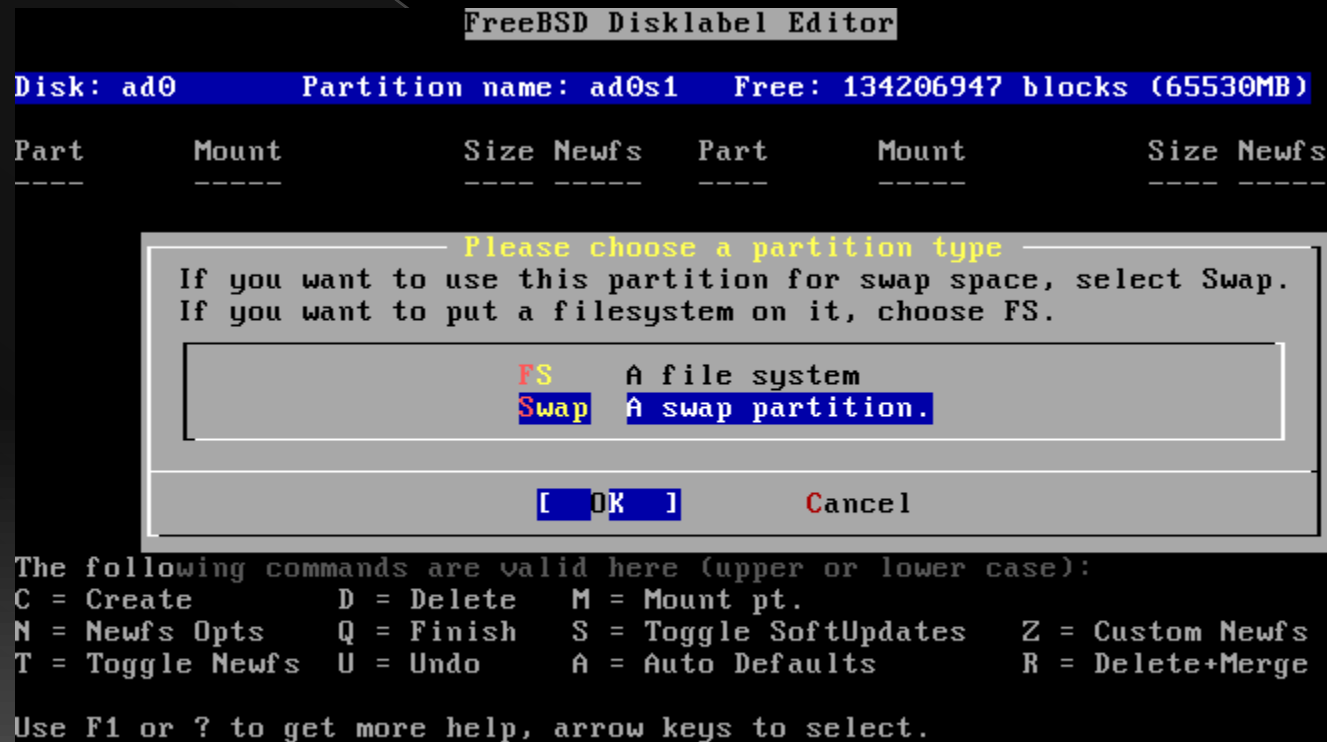 FreeBSD Disklabel Editor
Disk: ad0 Partition name: ad0s1 Free: 134206947 blocks (65530MB)
Part Mount Size Newfs Part Mount Size Newfs
---- ----- ---- ----- ---- ----- ---- -----
Please choose a partition type
If you want to use this partition for swap space, select Swap.
If you want to put a filesystem on it, choose FS.
FS A file system
Swap A swap partition.
[ OK ] Cancel
The following commands are valid here (upper or lower case):
C = Create D = Delete M = Mount pt.
N = Newfs Opts Q = Finish S = Toggle SoftUpdates Z = Custom Newfs
T = Toggle Newfs U = Undo A = Auto Defaults R = Delete+Merge
Use F1 or ? to get more help, arrow keys to select.